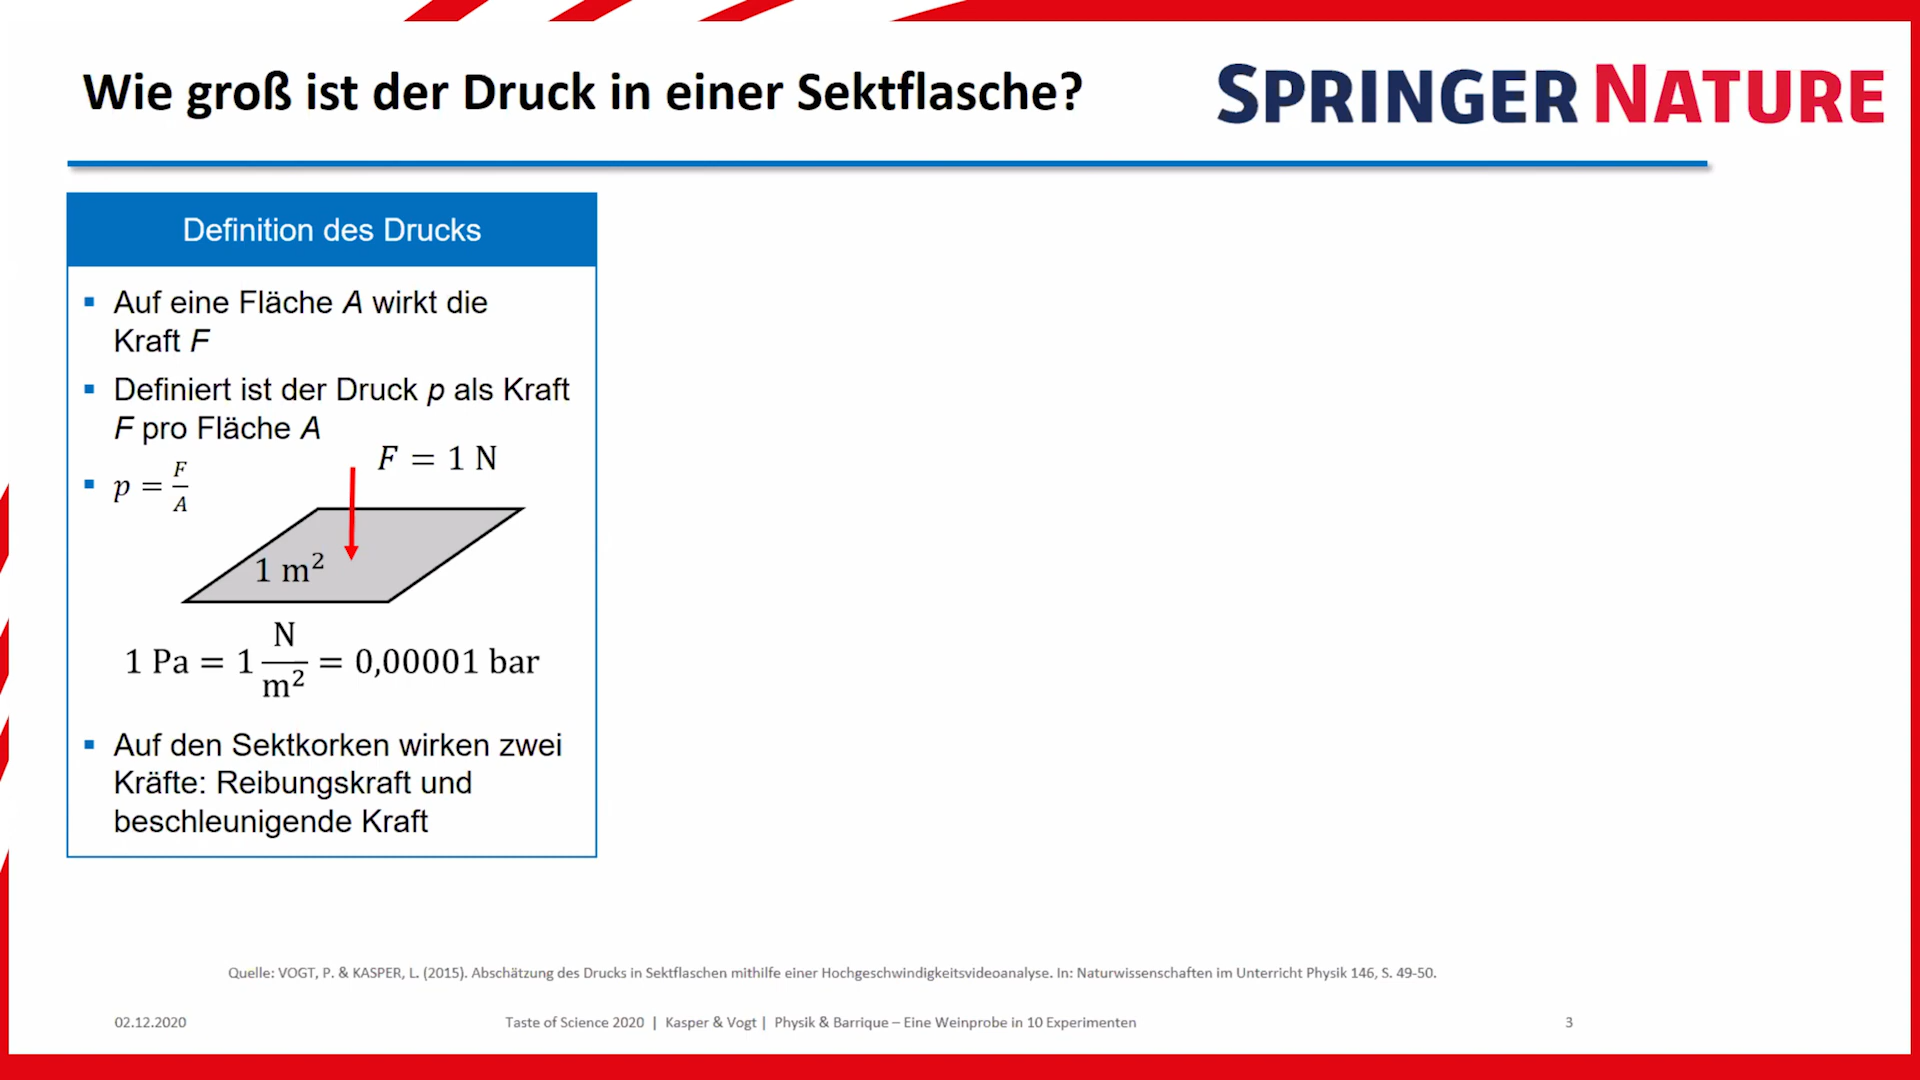 Wie groß ist der Druck in einer Sektflasche?
SPRINGER NATURE
Definition des Drucks
▪ Auf eine Fläche A wirkt die
Kraft F
▪ Definiert ist der Druck p als Kraft
F pro Fläche A
F = 1 N
▪ p = F/A
1 m²
1 Pa = 1 N/m² = 0,00001 bar
▪ Auf den Sektkorken wirken zwei
Kräfte: Reibungskraft und
beschleunigende Kraft
Quelle: VOGT, P. & KASPER, L. (2015). Abschätzung des Drucks in Sektflaschen mithilfe einer Hochgeschwindigkeitsvideoanalyse. In: Naturwissenschaften im Unterricht Physik 146, S. 49-50.
02.12.2020
Taste of Science 2020 | Kasper & Vogt | Physik & Barrique – Eine Weinprobe in 10 Experimenten
3